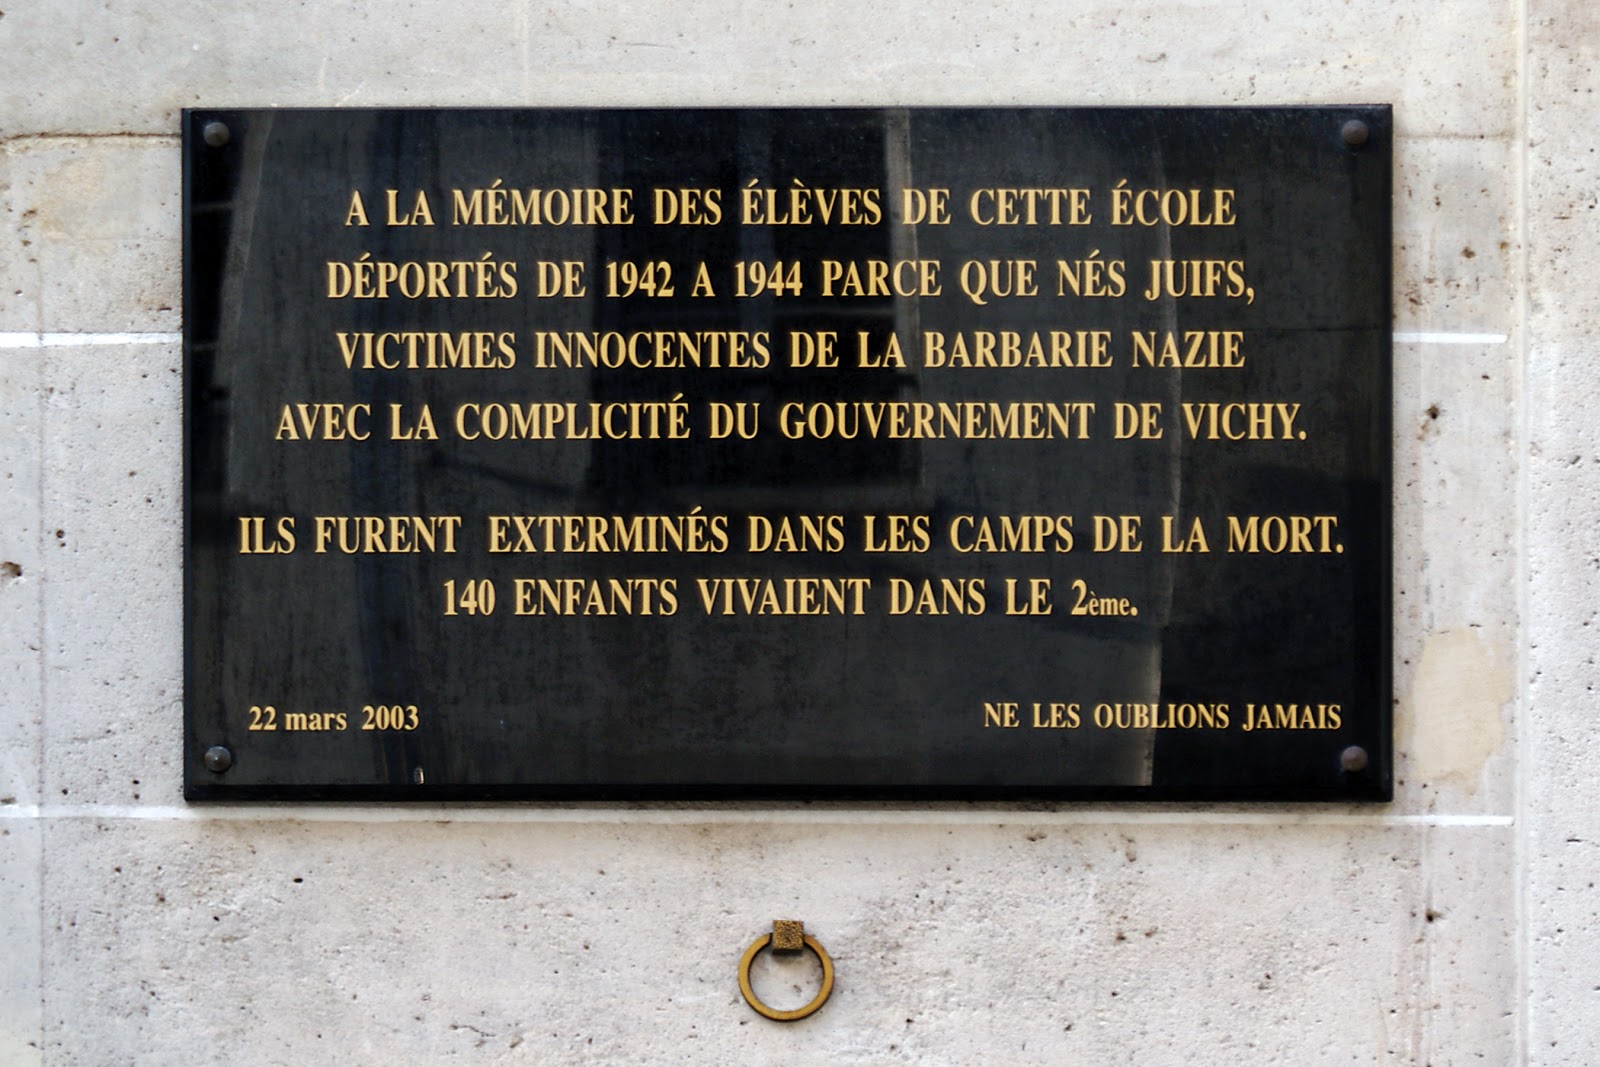 A LA MÉMOIRE DES ÉLÈVES DE CETTE ÉCOLE
DÉPORTÉS DE 1942 A 1944 PARCE QUE NÉS JUIFS,
VICTIMES INNOCENTES DE LA BARBARIE NAZIE
AVEC LA COMPLICITÉ DU GOUVERNEMENT DE VICHY.
ILS FURENT EXTERMINÉS DANS LES CAMPS DE LA MORT.
140 ENFANTS VIVAIENT DANS LE 2ème.
22 mars 2003
NE LES OUBLIONS JAMAIS